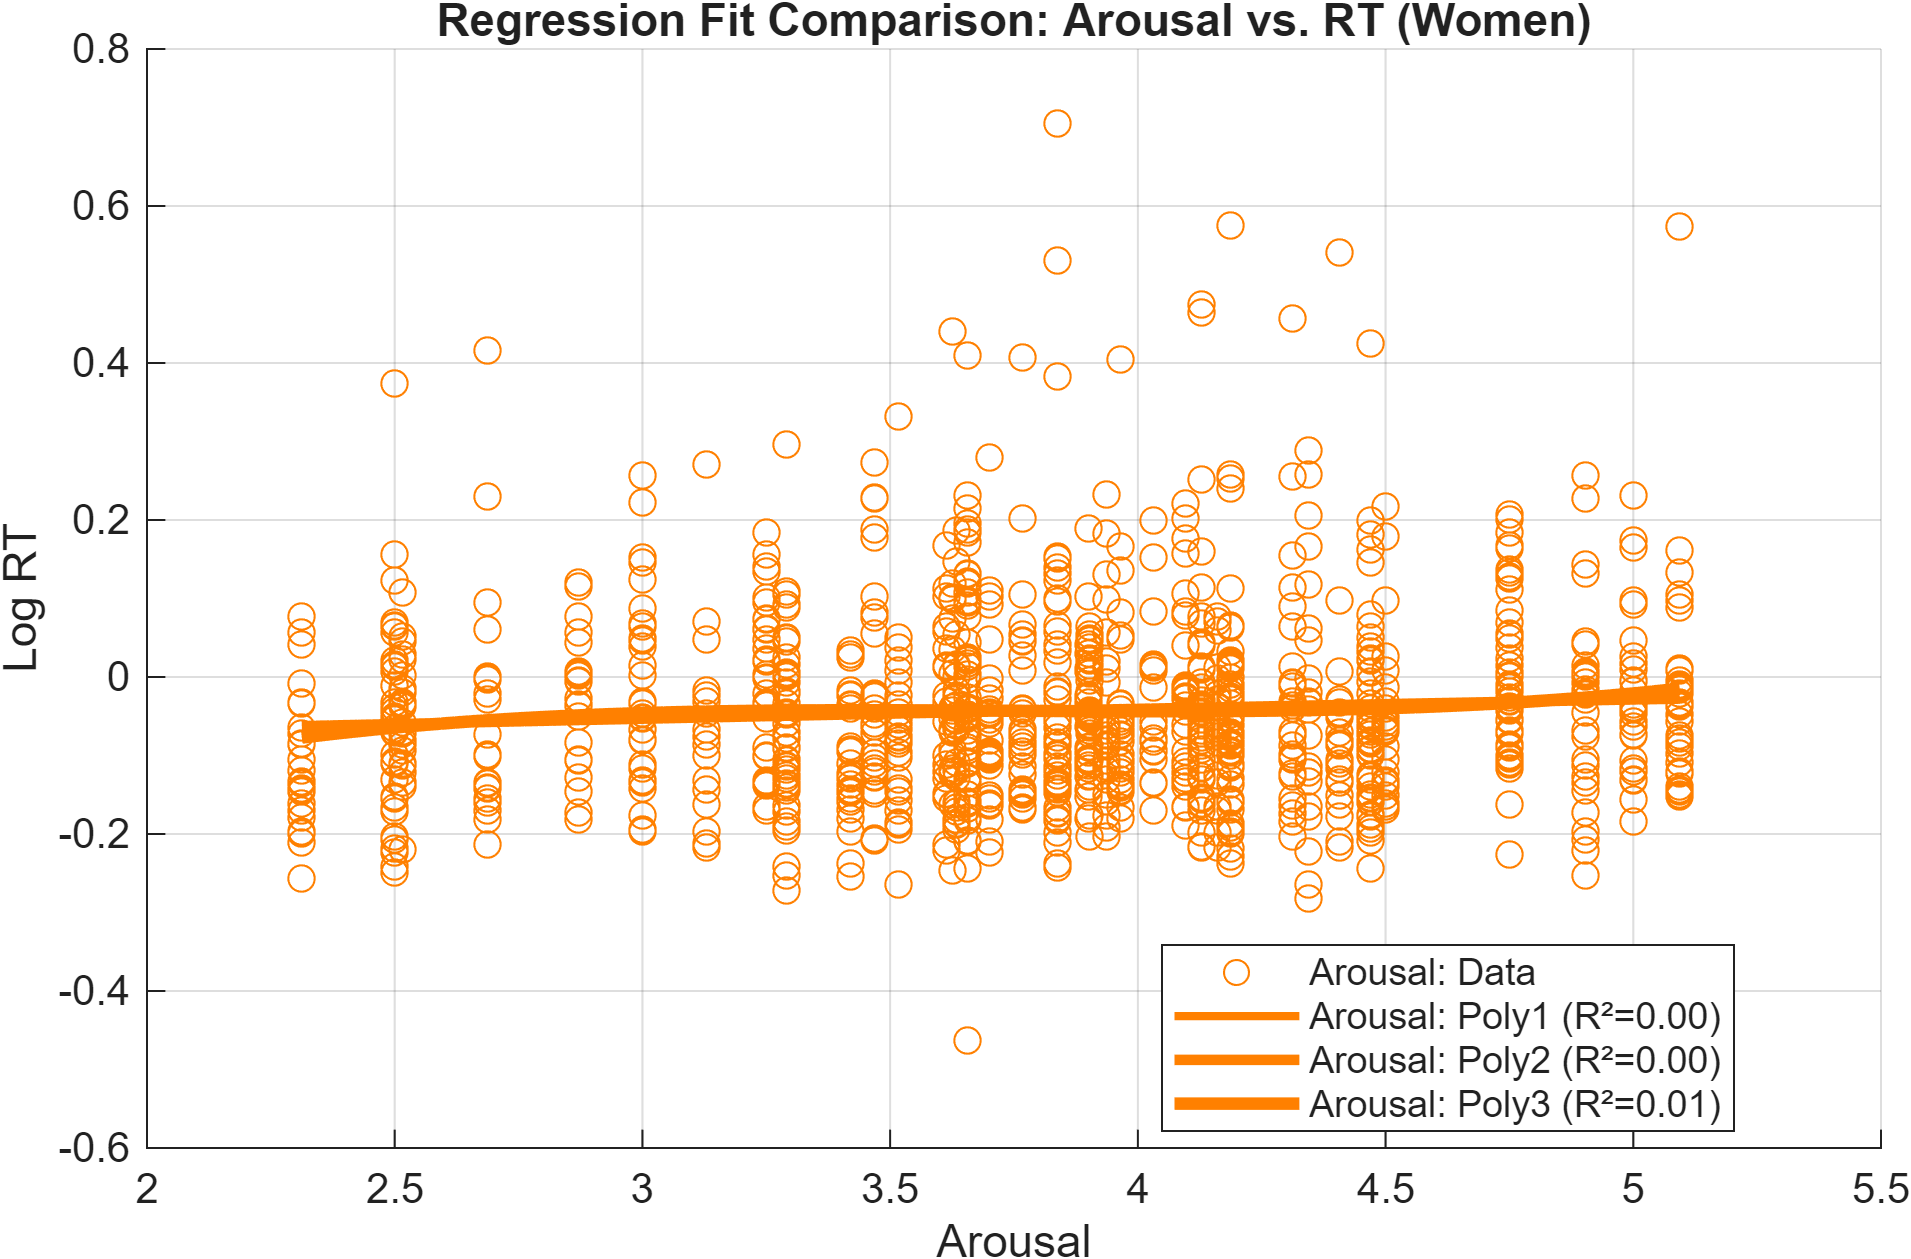 Regression Fit Comparison: Arousal vs. RT (Women)
0.8
0.6
0.4
0.2
0
-0.2
-0.4
-0.6
Log RT
2 2.5 3 3.5 4 4.5 5 5.5
Arousal
Arousal: Data
Arousal: Poly1 (R²=0.00)
Arousal: Poly2 (R²=0.00)
Arousal: Poly3 (R²=0.01)